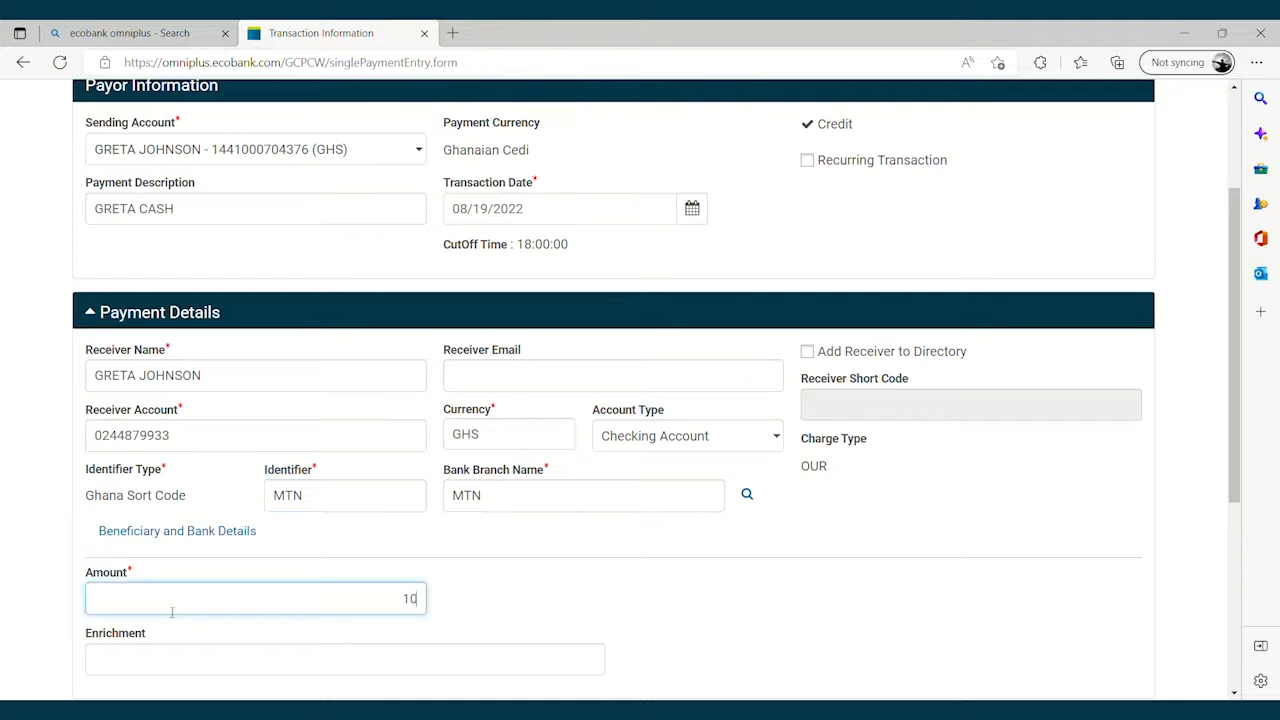 ecobank omniplus - Search
Transaction Information
https://omniplus.ecobank.com/GCPCW/singlePaymentEntry.form
Not syncing
Payor Information
Sending Account*
Payment Currency
Credit
GRETA JOHNSON - 1441000704376 (GHS)
Ghanaian Cedi
Recurring Transaction
Payment Description
Transaction Date*
GRETA CASH
08/19/2022
CutOff Time : 18:00:00
Payment Details
Receiver Name*
Receiver Email
Add Receiver to Directory
GRETA JOHNSON
Receiver Short Code
Receiver Account*
Currency*
Account Type
0244879933
GHS
Checking Account
Charge Type
OUR
Identifier Type*
Identifier*
Bank Branch Name*
Ghana Sort Code
MTN
MTN
Beneficiary and Bank Details
Amount*
10
Enrichment